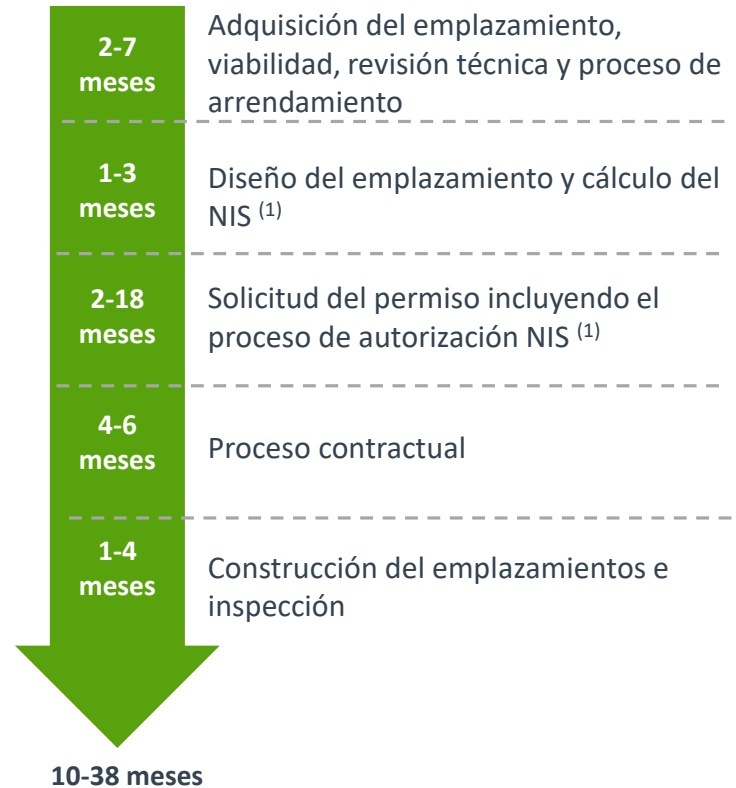 2-7
meses
Adquisición del emplazamiento,
viabilidad, revisión técnica y proceso de
arrendamiento
1-3
meses
Diseño del emplazamiento y cálculo del
NIS (1)
2-18
meses
Solicitud del permiso incluyendo el
proceso de autorización NIS (1)
4-6
meses
Proceso contractual
1-4
meses
Construcción del emplazamientos e
inspección
10-38 meses